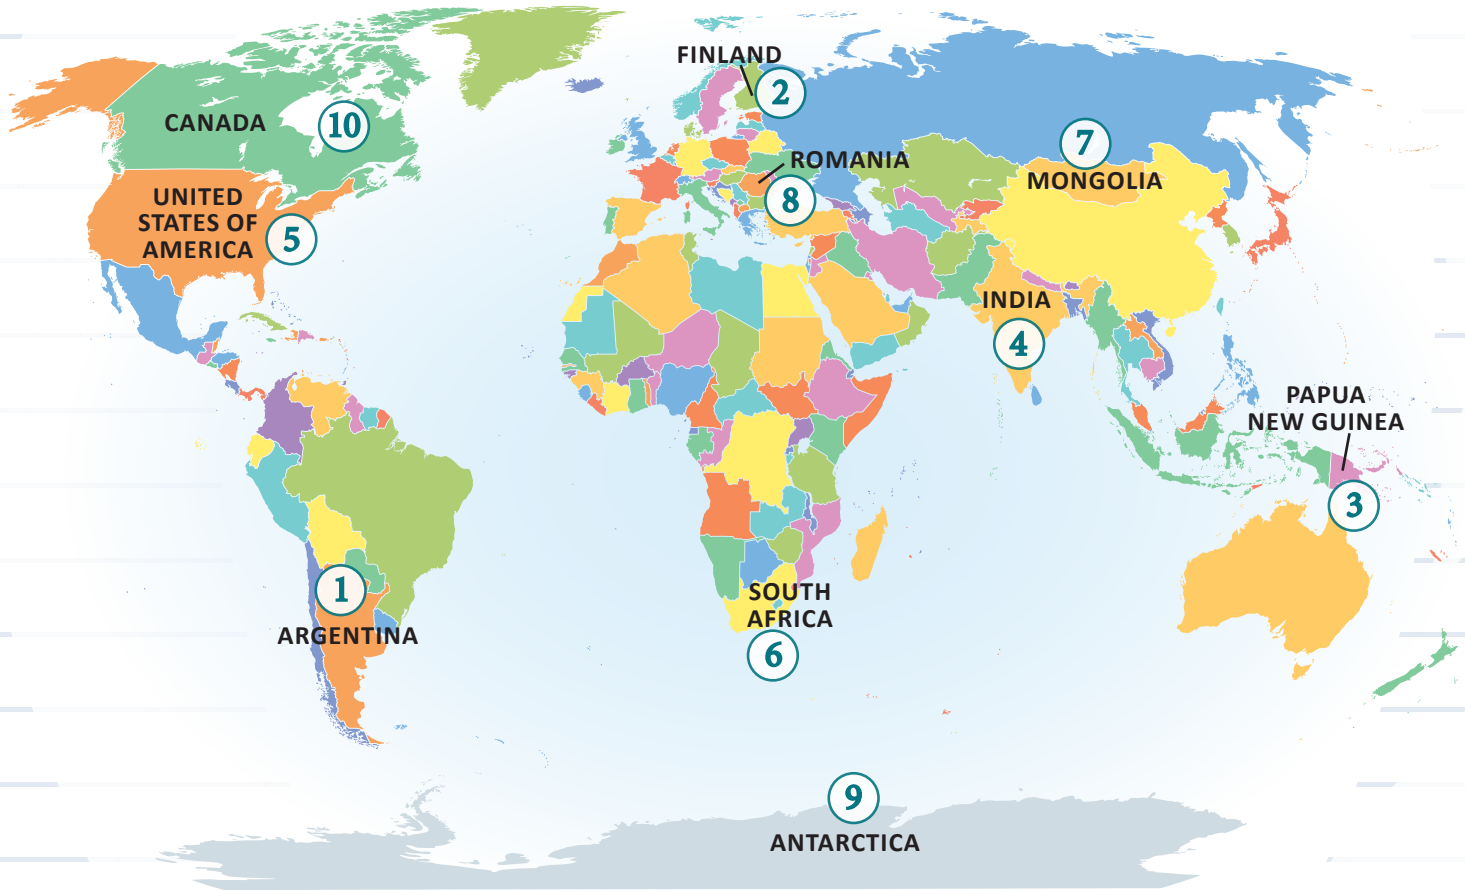 FINLAND
2
CANADA
10
7
ROMANIA
MONGOLIA
8
UNITED
STATES OF
AMERICA
5
INDIA
4
PAPUA
NEW GUINEA
3
1
ARGENTINA
SOUTH
AFRICA
6
9
ANTARCTICA